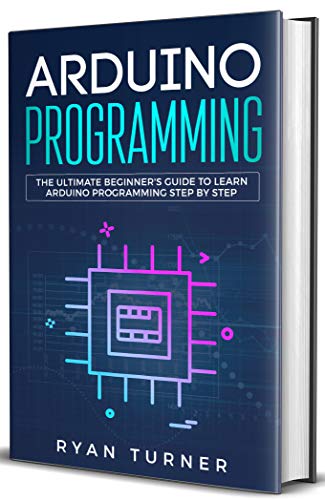 ARDUINO
PROGRAMMING
THE ULTIMATE BEGINNER'S GUIDE TO LEARN
ARDUINO PROGRAMMING STEP BY STEP
RYAN TURNER